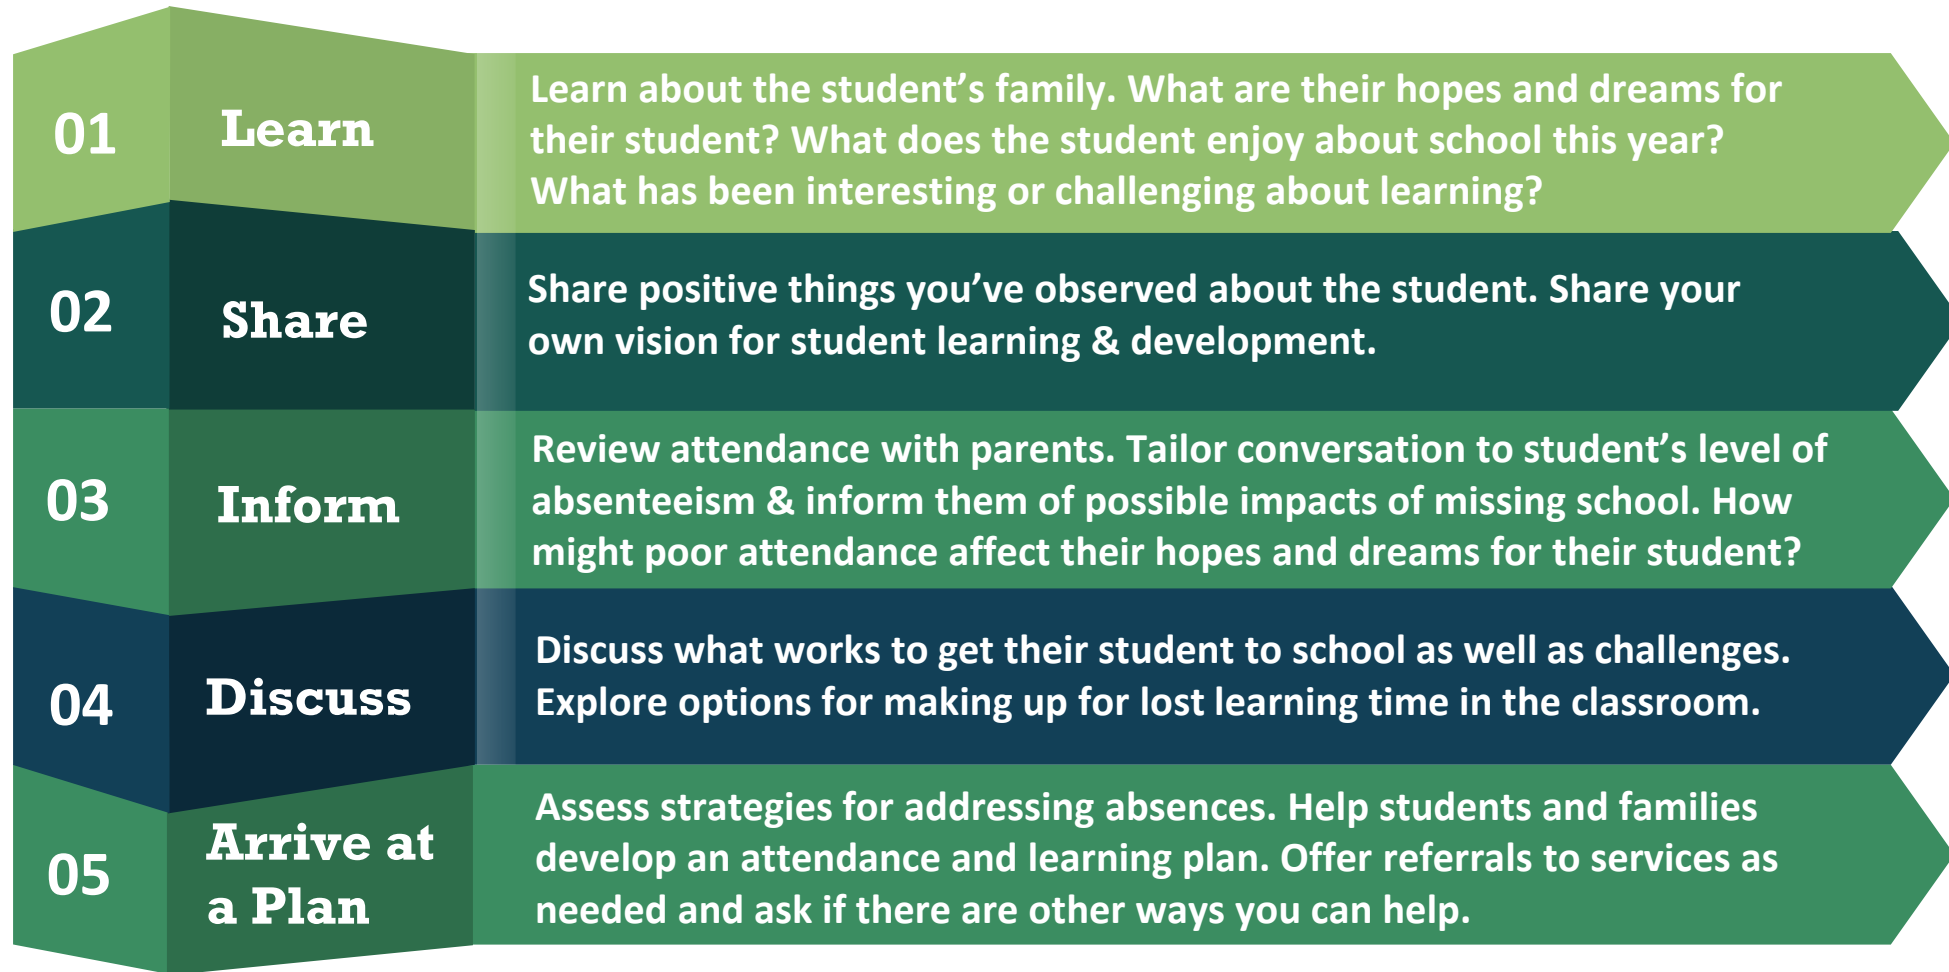 01
Learn
Learn about the student’s family. What are their hopes and dreams for
their student? What does the student enjoy about school this year?
What has been interesting or challenging about learning?
02
Share
Share positive things you’ve observed about the student. Share your
own vision for student learning & development.
03
Inform
Review attendance with parents. Tailor conversation to student’s level of
absenteeism & inform them of possible impacts of missing school. How
might poor attendance affect their hopes and dreams for their student?
04
Discuss
Discuss what works to get their student to school as well as challenges.
Explore options for making up for lost learning time in the classroom.
05
Arrive at
a Plan
Assess strategies for addressing absences. Help students and families
develop an attendance and learning plan. Offer referrals to services as
needed and ask if there are other ways you can help.